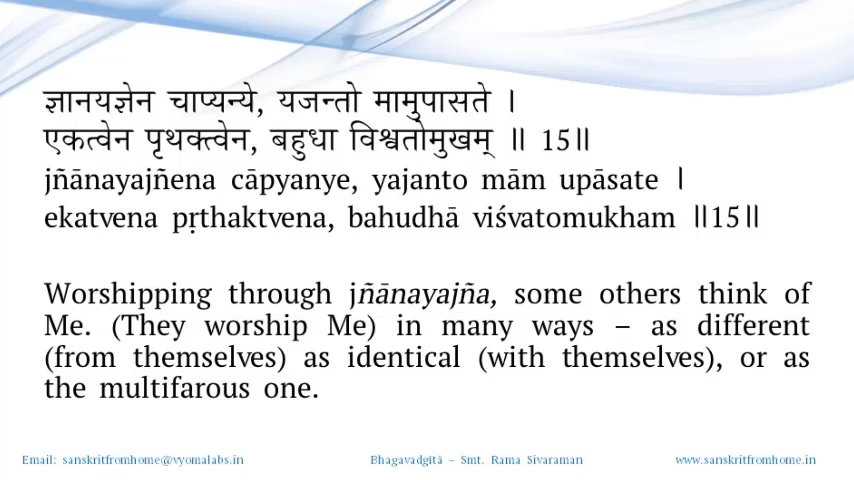 ज्ञानयज्ञेन चाप्यन्ये, यजन्तो मामुपासते ।
एकत्वेन पृथक्त्वेन, बहुधा विश्वतोमुखम् ॥ 15॥
jñānayajñena cāpyanye, yajanto mām upāsate ।
ekatvena pṛthaktvena, bahudhā viśvatomukham ॥15॥
Worshipping through jñānayajña, some others think of
Me. (They worship Me) in many ways – as different
(from themselves) as identical (with themselves), or as
the multifarous one.
Email: sanskritfromhome@vyomalabs.in Bhagavadgītā – Smt. Rama Sivaraman www.sanskritfromhome.in